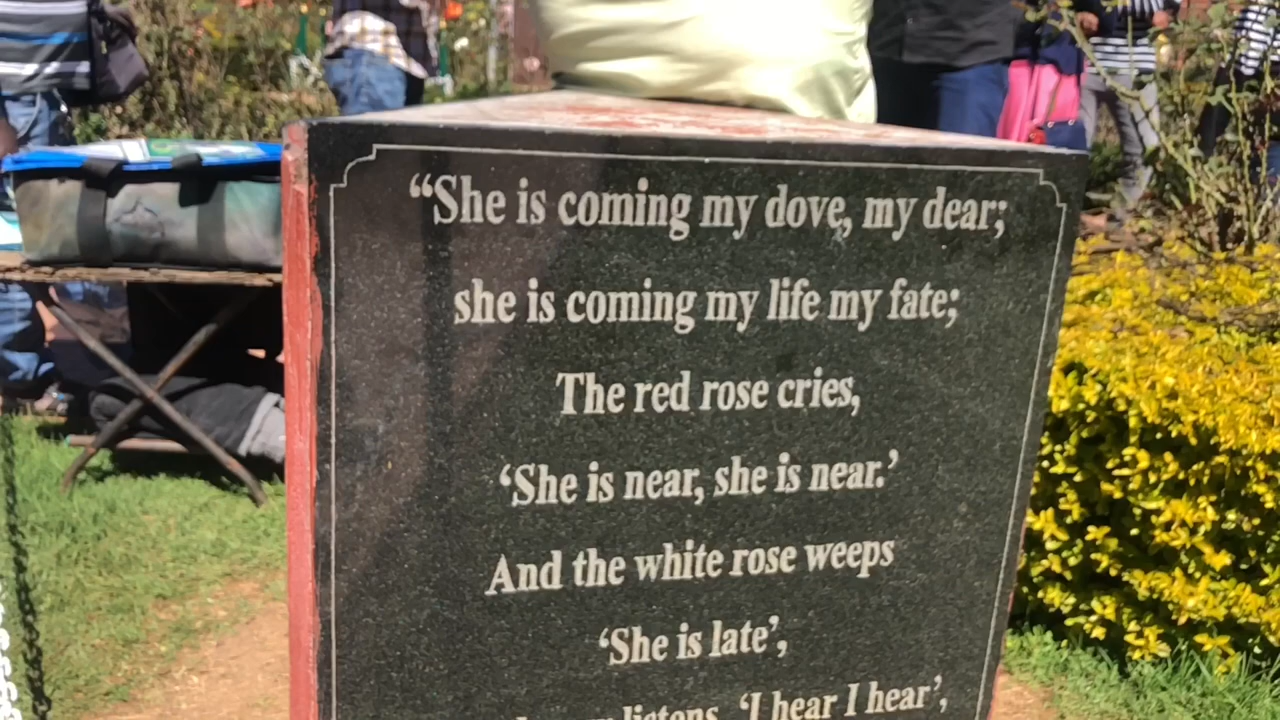 “She is coming my dove, my dear;
she is coming my life my fate;
The red rose cries,
‘She is near, she is near.’
And the white rose weeps
‘She is late’,
listens, ‘I hear I hear’,